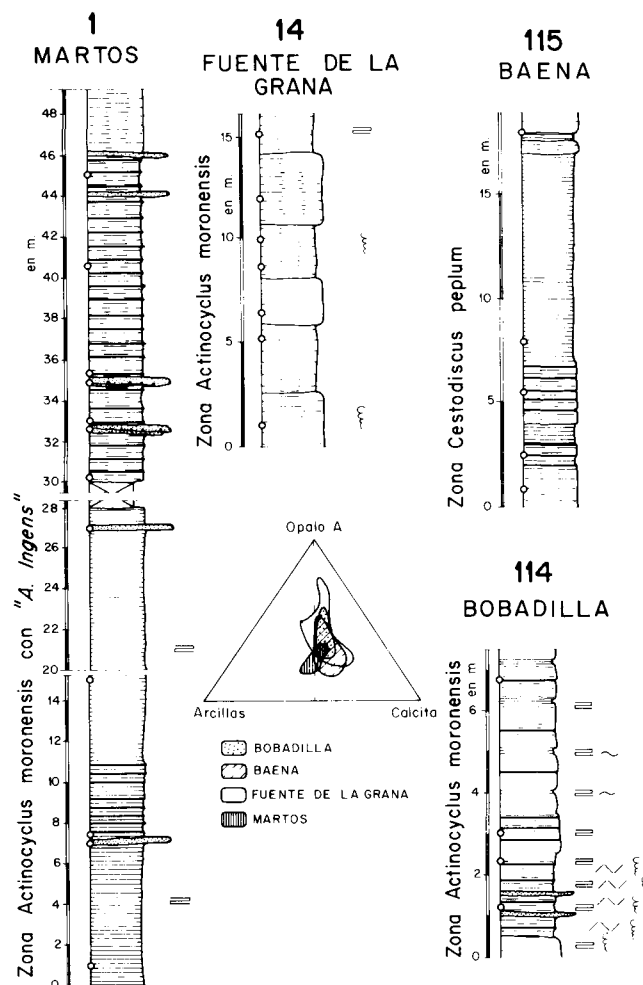 1
MARTOS
48
46
44
42
40
38
36
34
32
30
28
26
24
22
20
14
12
10
8
6
4
2
0
en m.
Zona Actinocyclus moronensis con "A. Ingens"
14
FUENTE DE LA
GRANA
15
10
5
0
en m
Zona Actinocyclus moronensis
115
BAENA
15
10
5
0
en m.
Zona Cestodiscus peplum
Opalo A
Arcillas
Calcita
BOBADILLA
BAENA
FUENTE DE LA GRANA
MARTOS
114
BOBADILLA
6
4
2
0
en m.
Zona Actinocyclus moronensis